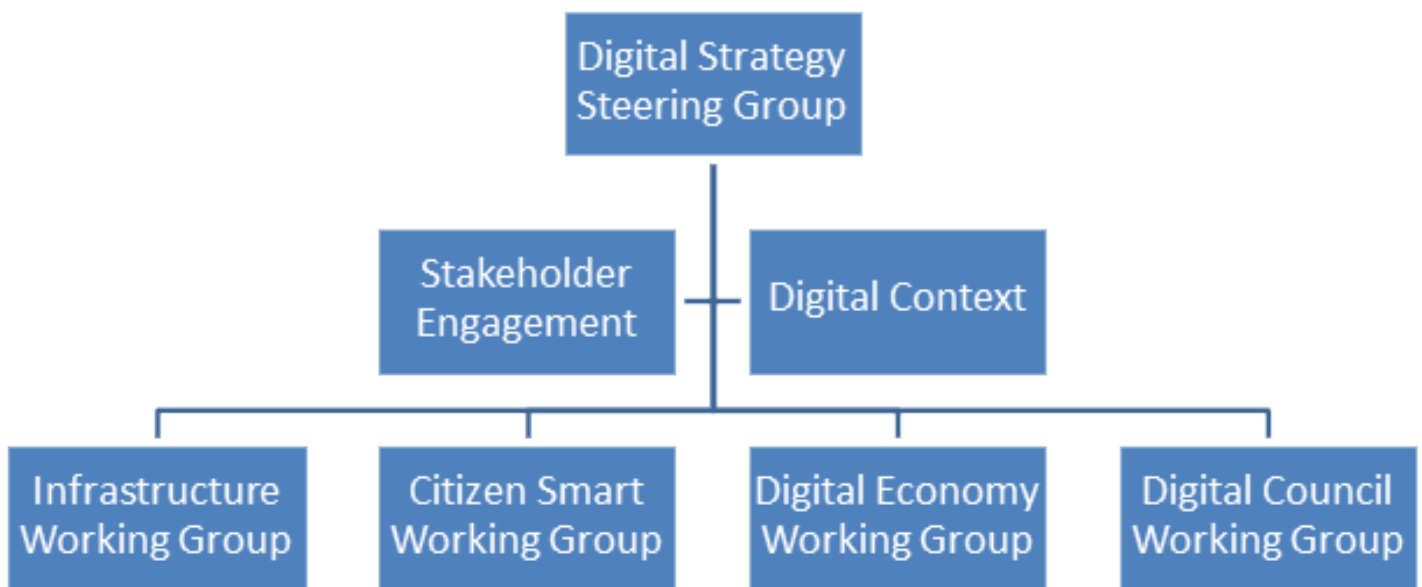 Digital Strategy
Steering Group
Stakeholder
Engagement
Digital Context
Infrastructure
Working Group
Citizen Smart
Working Group
Digital Economy
Working Group
Digital Council
Working Group